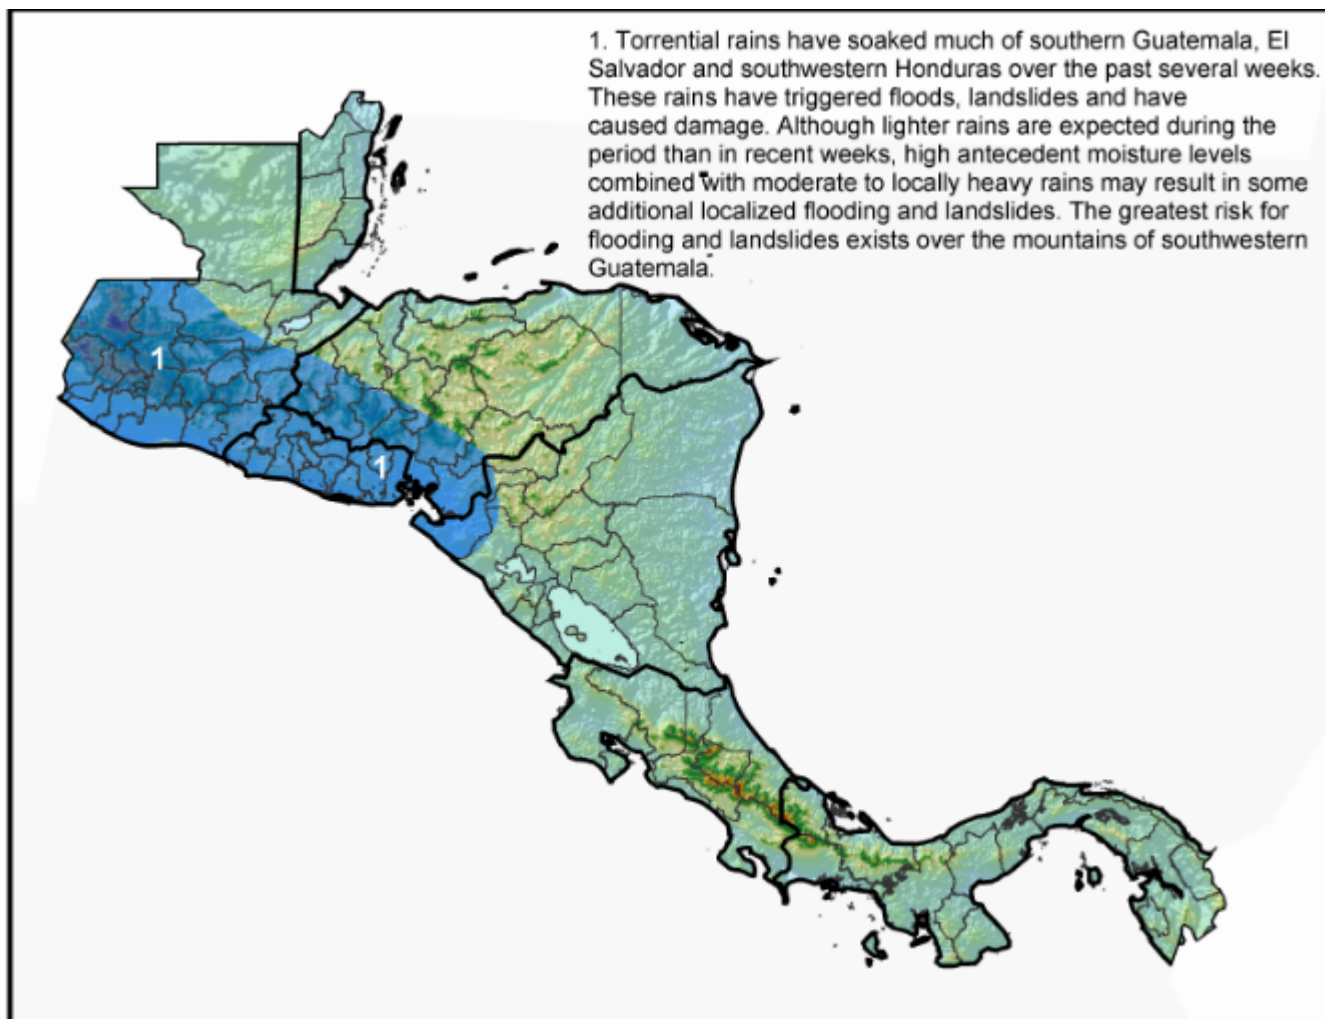 1. Torrential rains have soaked much of southern Guatemala, El
Salvador and southwestern Honduras over the past several weeks.
These rains have triggered floods, landslides and have
caused damage. Although lighter rains are expected during the
period than in recent weeks, high antecedent moisture levels
combined with moderate to locally heavy rains may result in some
additional localized flooding and landslides. The greatest risk for
flooding and landslides exists over the mountains of southwestern
Guatemala.
1
1